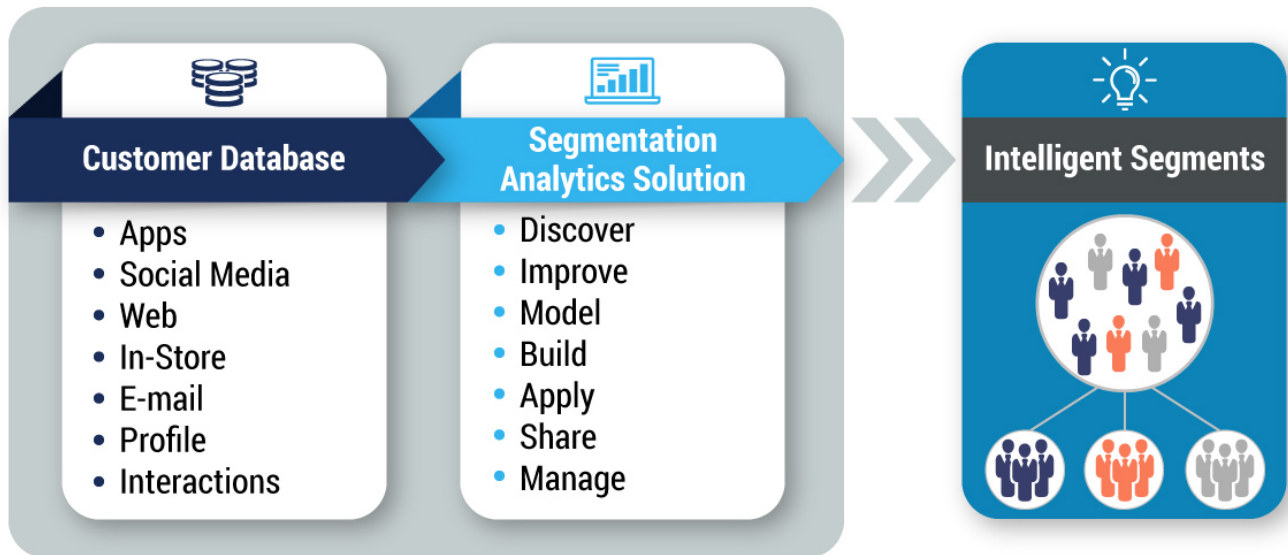 Customer Database
Apps
Social Media
Web
In-Store
E-mail
Profile
Interactions
Segmentation
Analytics Solution
Discover
Improve
Model
Build
Apply
Share
Manage
Intelligent Segments